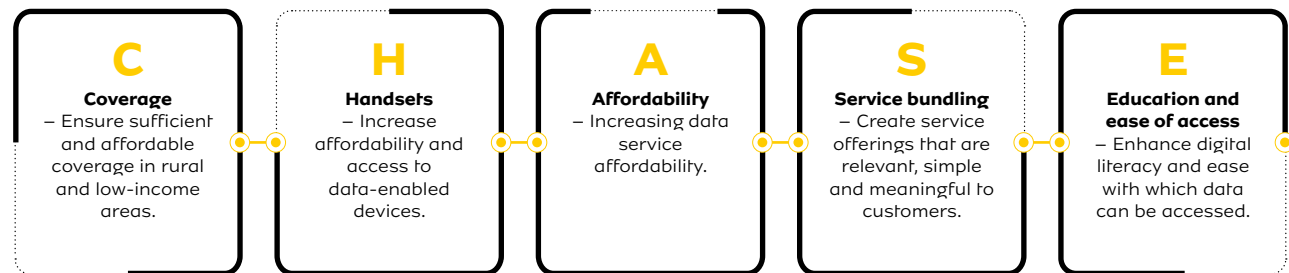 C
Coverage
– Ensure sufficient
and affordable
coverage in rural
and low-income
areas.
H
Handsets
– Increase
affordability and
access to
data-enabled
devices.
A
Affordability
– Increasing data
service
affordability.
S
Service bundling
– Create service
offerings that are
relevant, simple
and meaningful to
customers.
E
Education and
ease of access
– Enhance digital
literacy and ease
with which data
can be accessed.